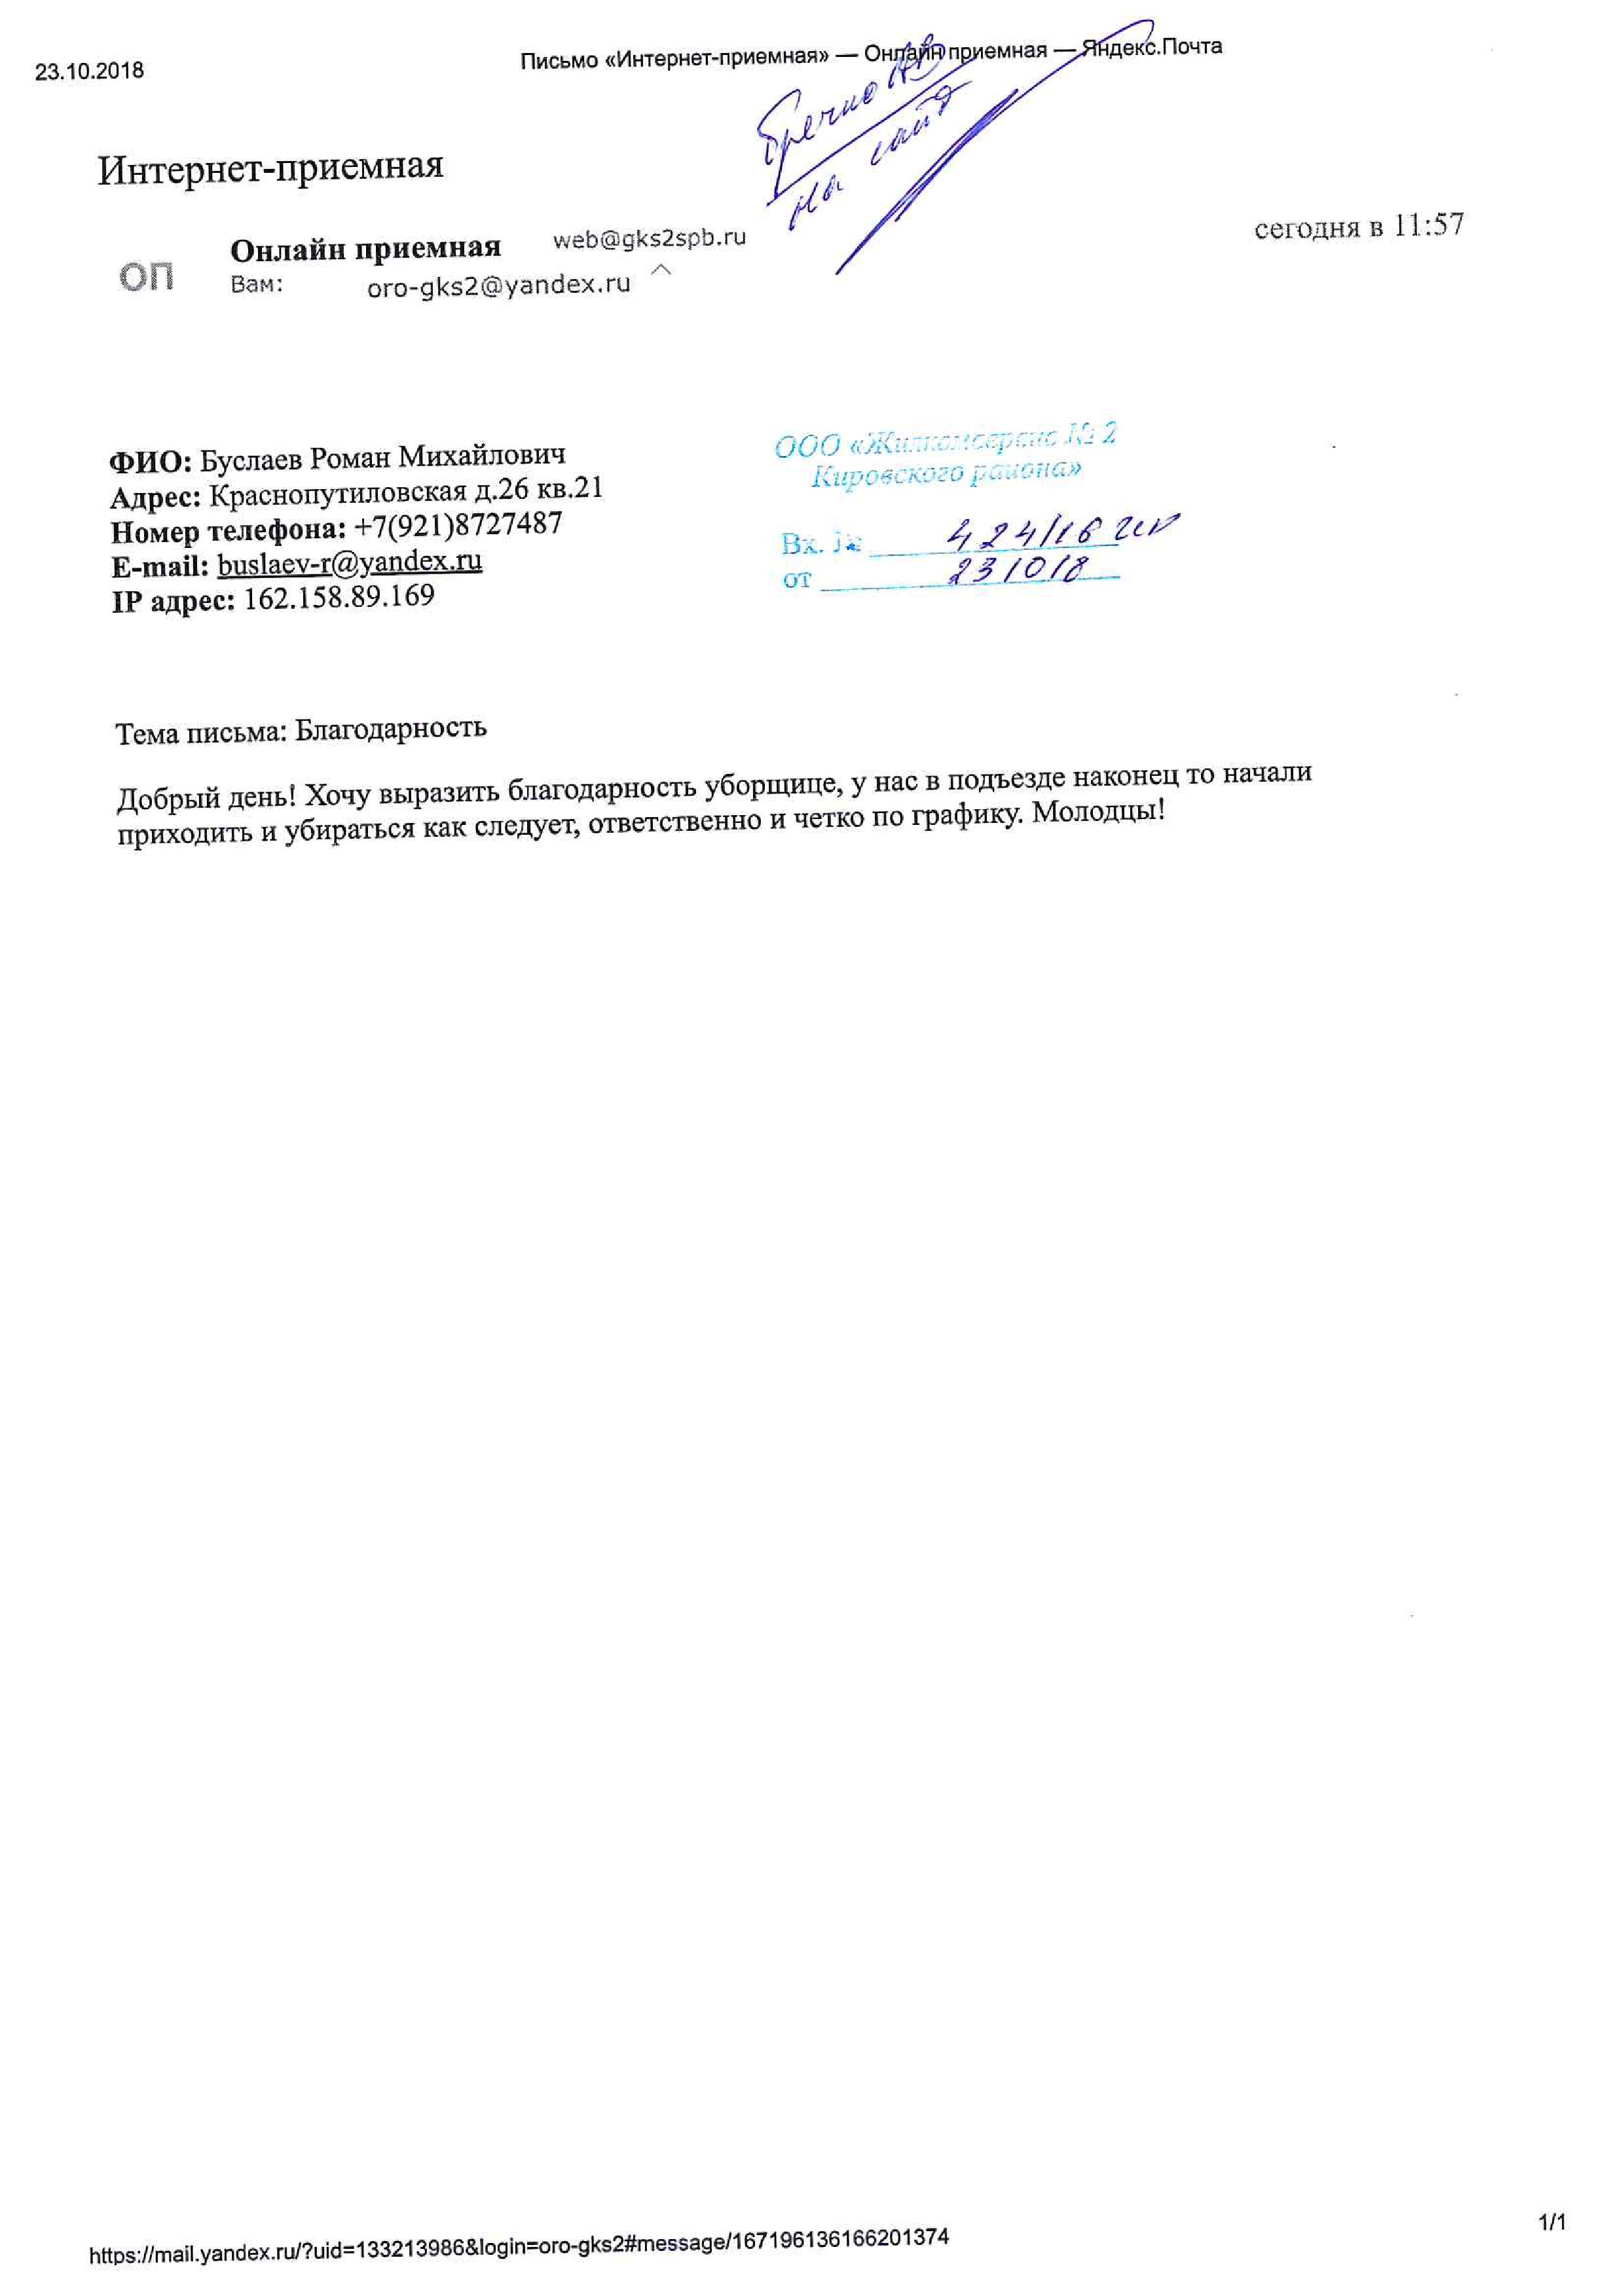 23.10.2018
Письмо «Интернет-приемная» — Онлайн приемная — Яндекс.Почта
на сайт
Интернет-приемная
сегодня в 11:57
ОП
Онлайн приемная web@gks2spb.ru
Вам: oro-gks2@yandex.ru
ФИО: Буслаев Роман Михайлович
Адрес: Краснопутиловская д.26 кв.21
Номер телефона: +7(921)8727487
E-mail: buslaev-r@yandex.ru
IP адрес: 162.158.89.169
ООО «Жилкомсервис № 2
Кировского района»
Вх. № 424/16
от 231018
Тема письма: Благодарность
Добрый день! Хочу выразить благодарность уборщице, у нас в подъезде наконец то начали
приходить и убираться как следует, ответственно и четко по графику. Молодцы!
https://mail.yandex.ru/?uid=133213986&login=oro-gks2#message/167196136166201374
1/1